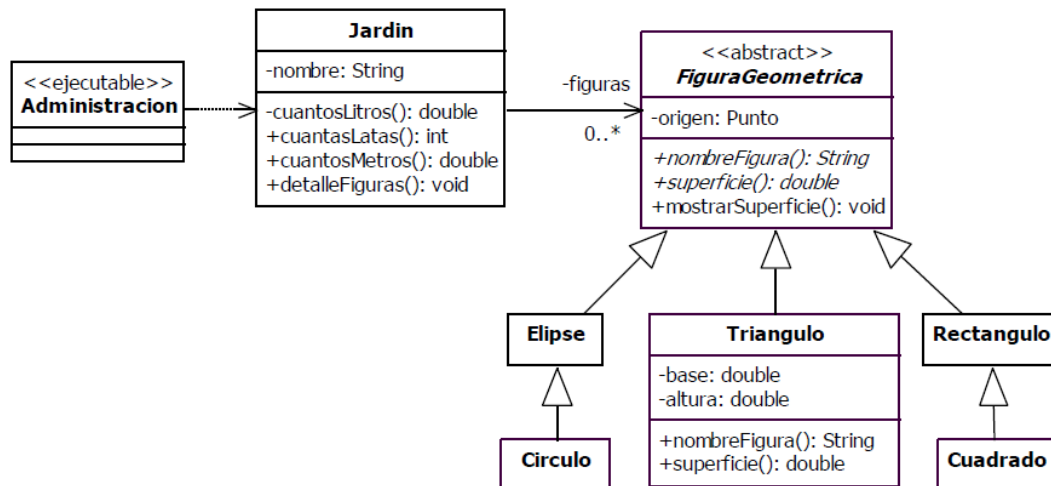 <<ejecutable>>
Administracion
Jardin
-nombre: String
-cuantosLitros(): double
+cuantasLatas(): int
+cuantosMetros(): double
+detalleFiguras(): void
-figuras
0..*
<<abstract>>
FiguraGeometrica
-origen: Punto
+nombreFigura(): String
+superficie(): double
+mostrarSuperficie(): void
Elipse
Circulo
Triangulo
-base: double
-altura: double
+nombreFigura(): String
+superficie(): double
Rectangulo
Cuadrado